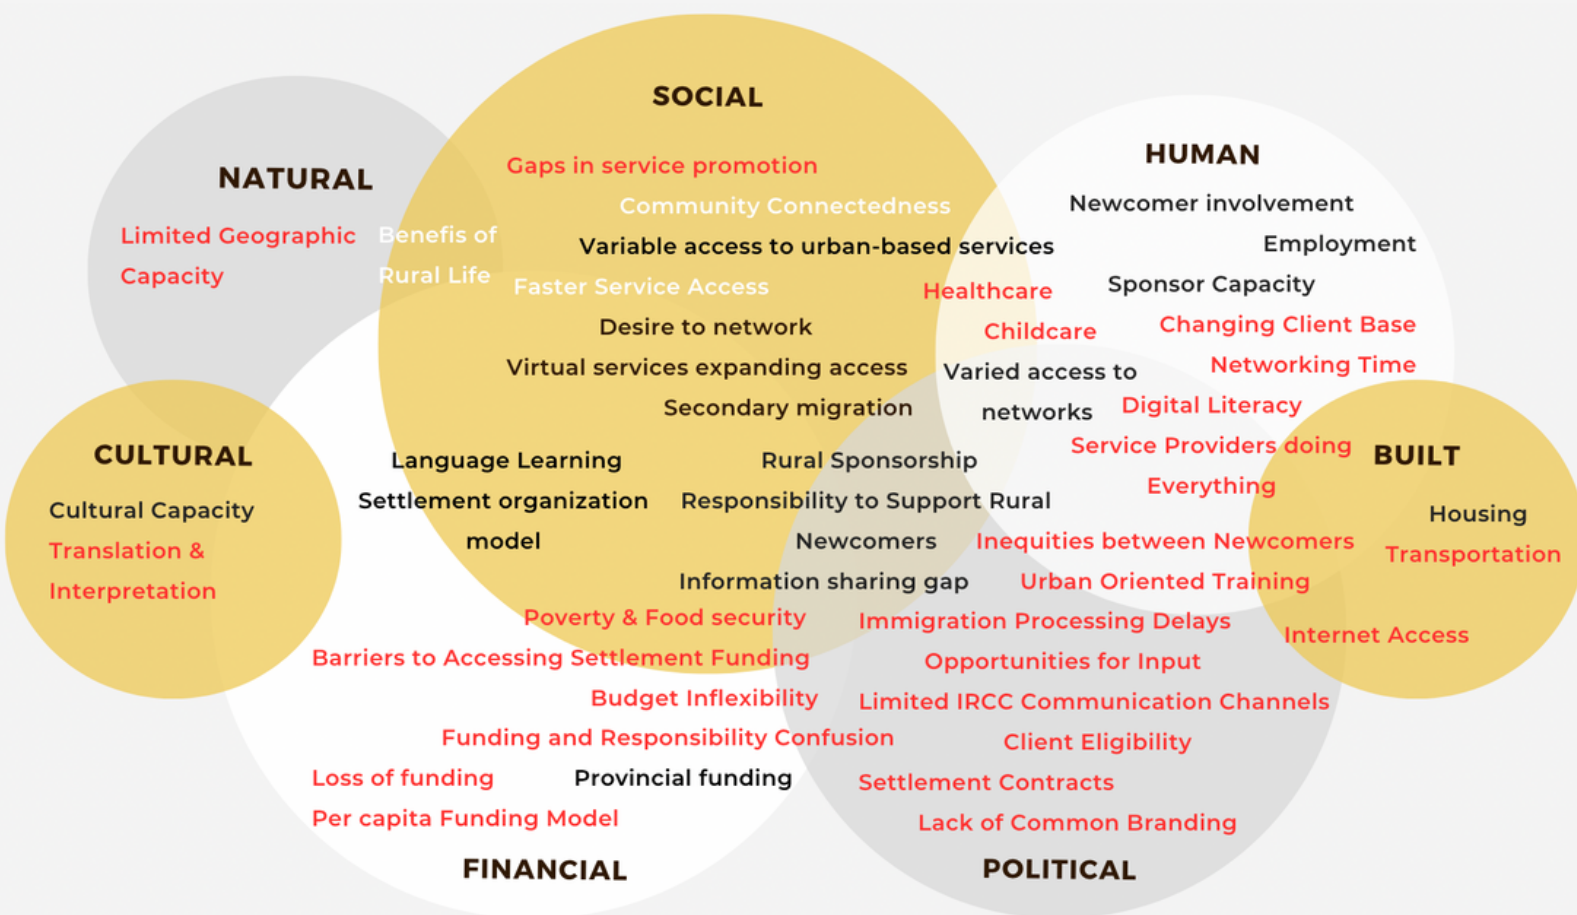 SOCIAL
Gaps in service promotion
Community Connectedness
Variable access to urban-based services
Faster Service Access
Desire to network
Virtual services expanding access
Secondary migration
NATURAL
Limited Geographic
Capacity
Benefis of
Rural Life
HUMAN
Newcomer involvement
Employment
Sponsor Capacity
Changing Client Base
Networking Time
Digital Literacy
Service Providers doing
Everything
Healthcare
Childcare
Varied access to
networks
CULTURAL
Cultural Capacity
Translation &
Interpretation
Language Learning
Settlement organization
model
Rural Sponsorship
Responsibility to Support Rural
Newcomers
Information sharing gap
BUILT
Housing
Transportation
Internet Access
Inequities between Newcomers
Urban Oriented Training
Poverty & Food security
Barriers to Accessing Settlement Funding
Budget Inflexibility
Funding and Responsibility Confusion
Loss of funding
Provincial funding
Per capita Funding Model
FINANCIAL
Immigration Processing Delays
Opportunities for Input
Limited IRCC Communication Channels
Client Eligibility
Settlement Contracts
Lack of Common Branding
POLITICAL